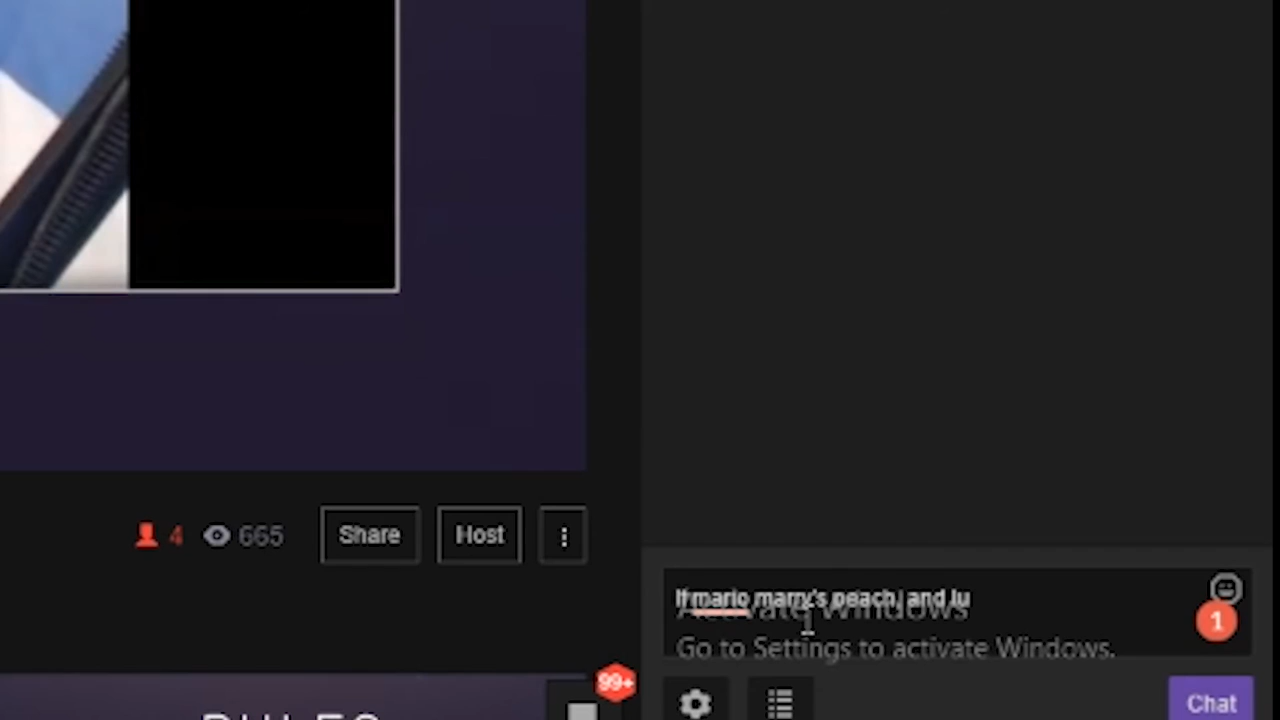 4 665 Share Host
If mario marry's peach, and lu
Activate Windows
Go to Settings to activate Windows.
1
99+
RULES
Chat